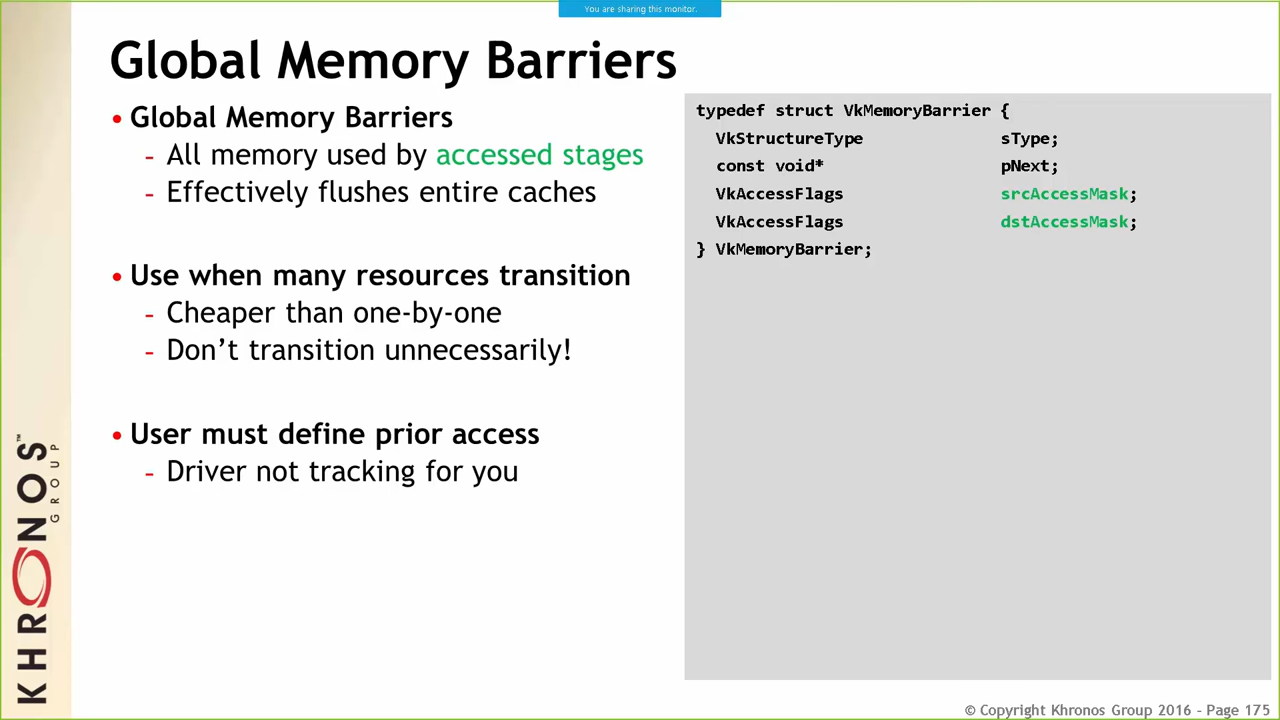 You are sharing this monitor.
Global Memory Barriers
• Global Memory Barriers
- All memory used by accessed stages
- Effectively flushes entire caches
• Use when many resources transition
- Cheaper than one-by-one
- Don’t transition unnecessarily!
• User must define prior access
- Driver not tracking for you
typedef struct VkMemoryBarrier {
VkStructureType sType;
const void* pNext;
VkAccessFlags srcAccessMask;
VkAccessFlags dstAccessMask;
} VkMemoryBarrier;
KHRONOS™
GROUP
© Copyright Khronos Group 2016 - Page 175